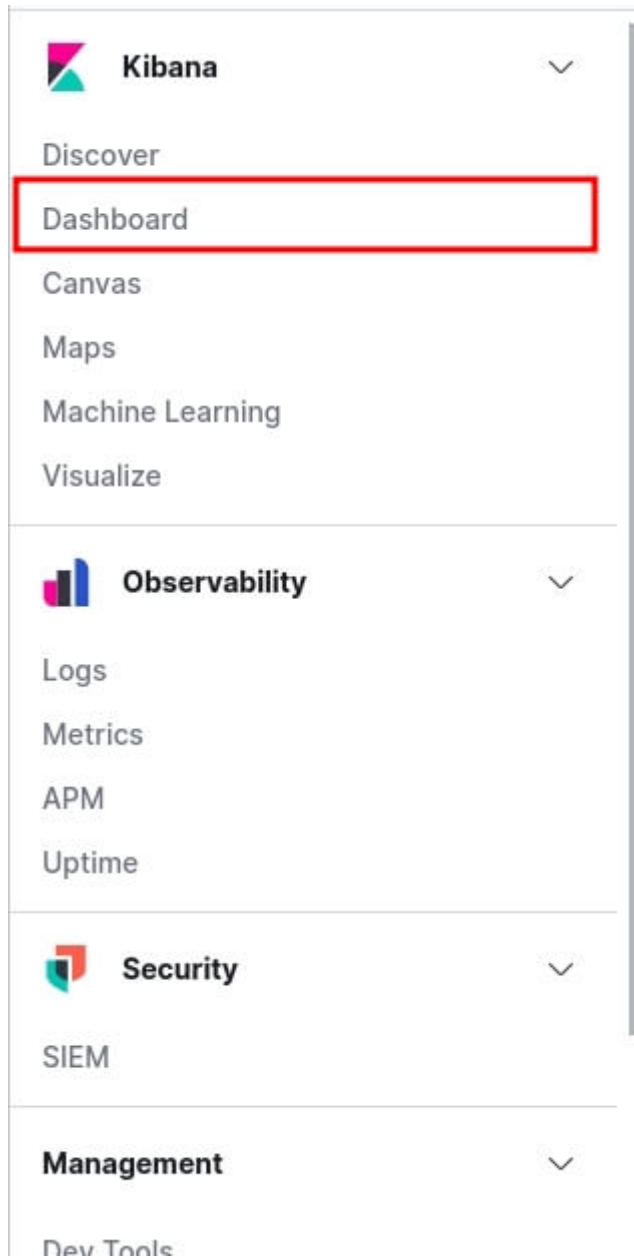 Kibana
Discover
Dashboard
Canvas
Maps
Machine Learning
Visualize
Observability
Logs
Metrics
APM
Uptime
Security
SIEM
Management
Dev Tools